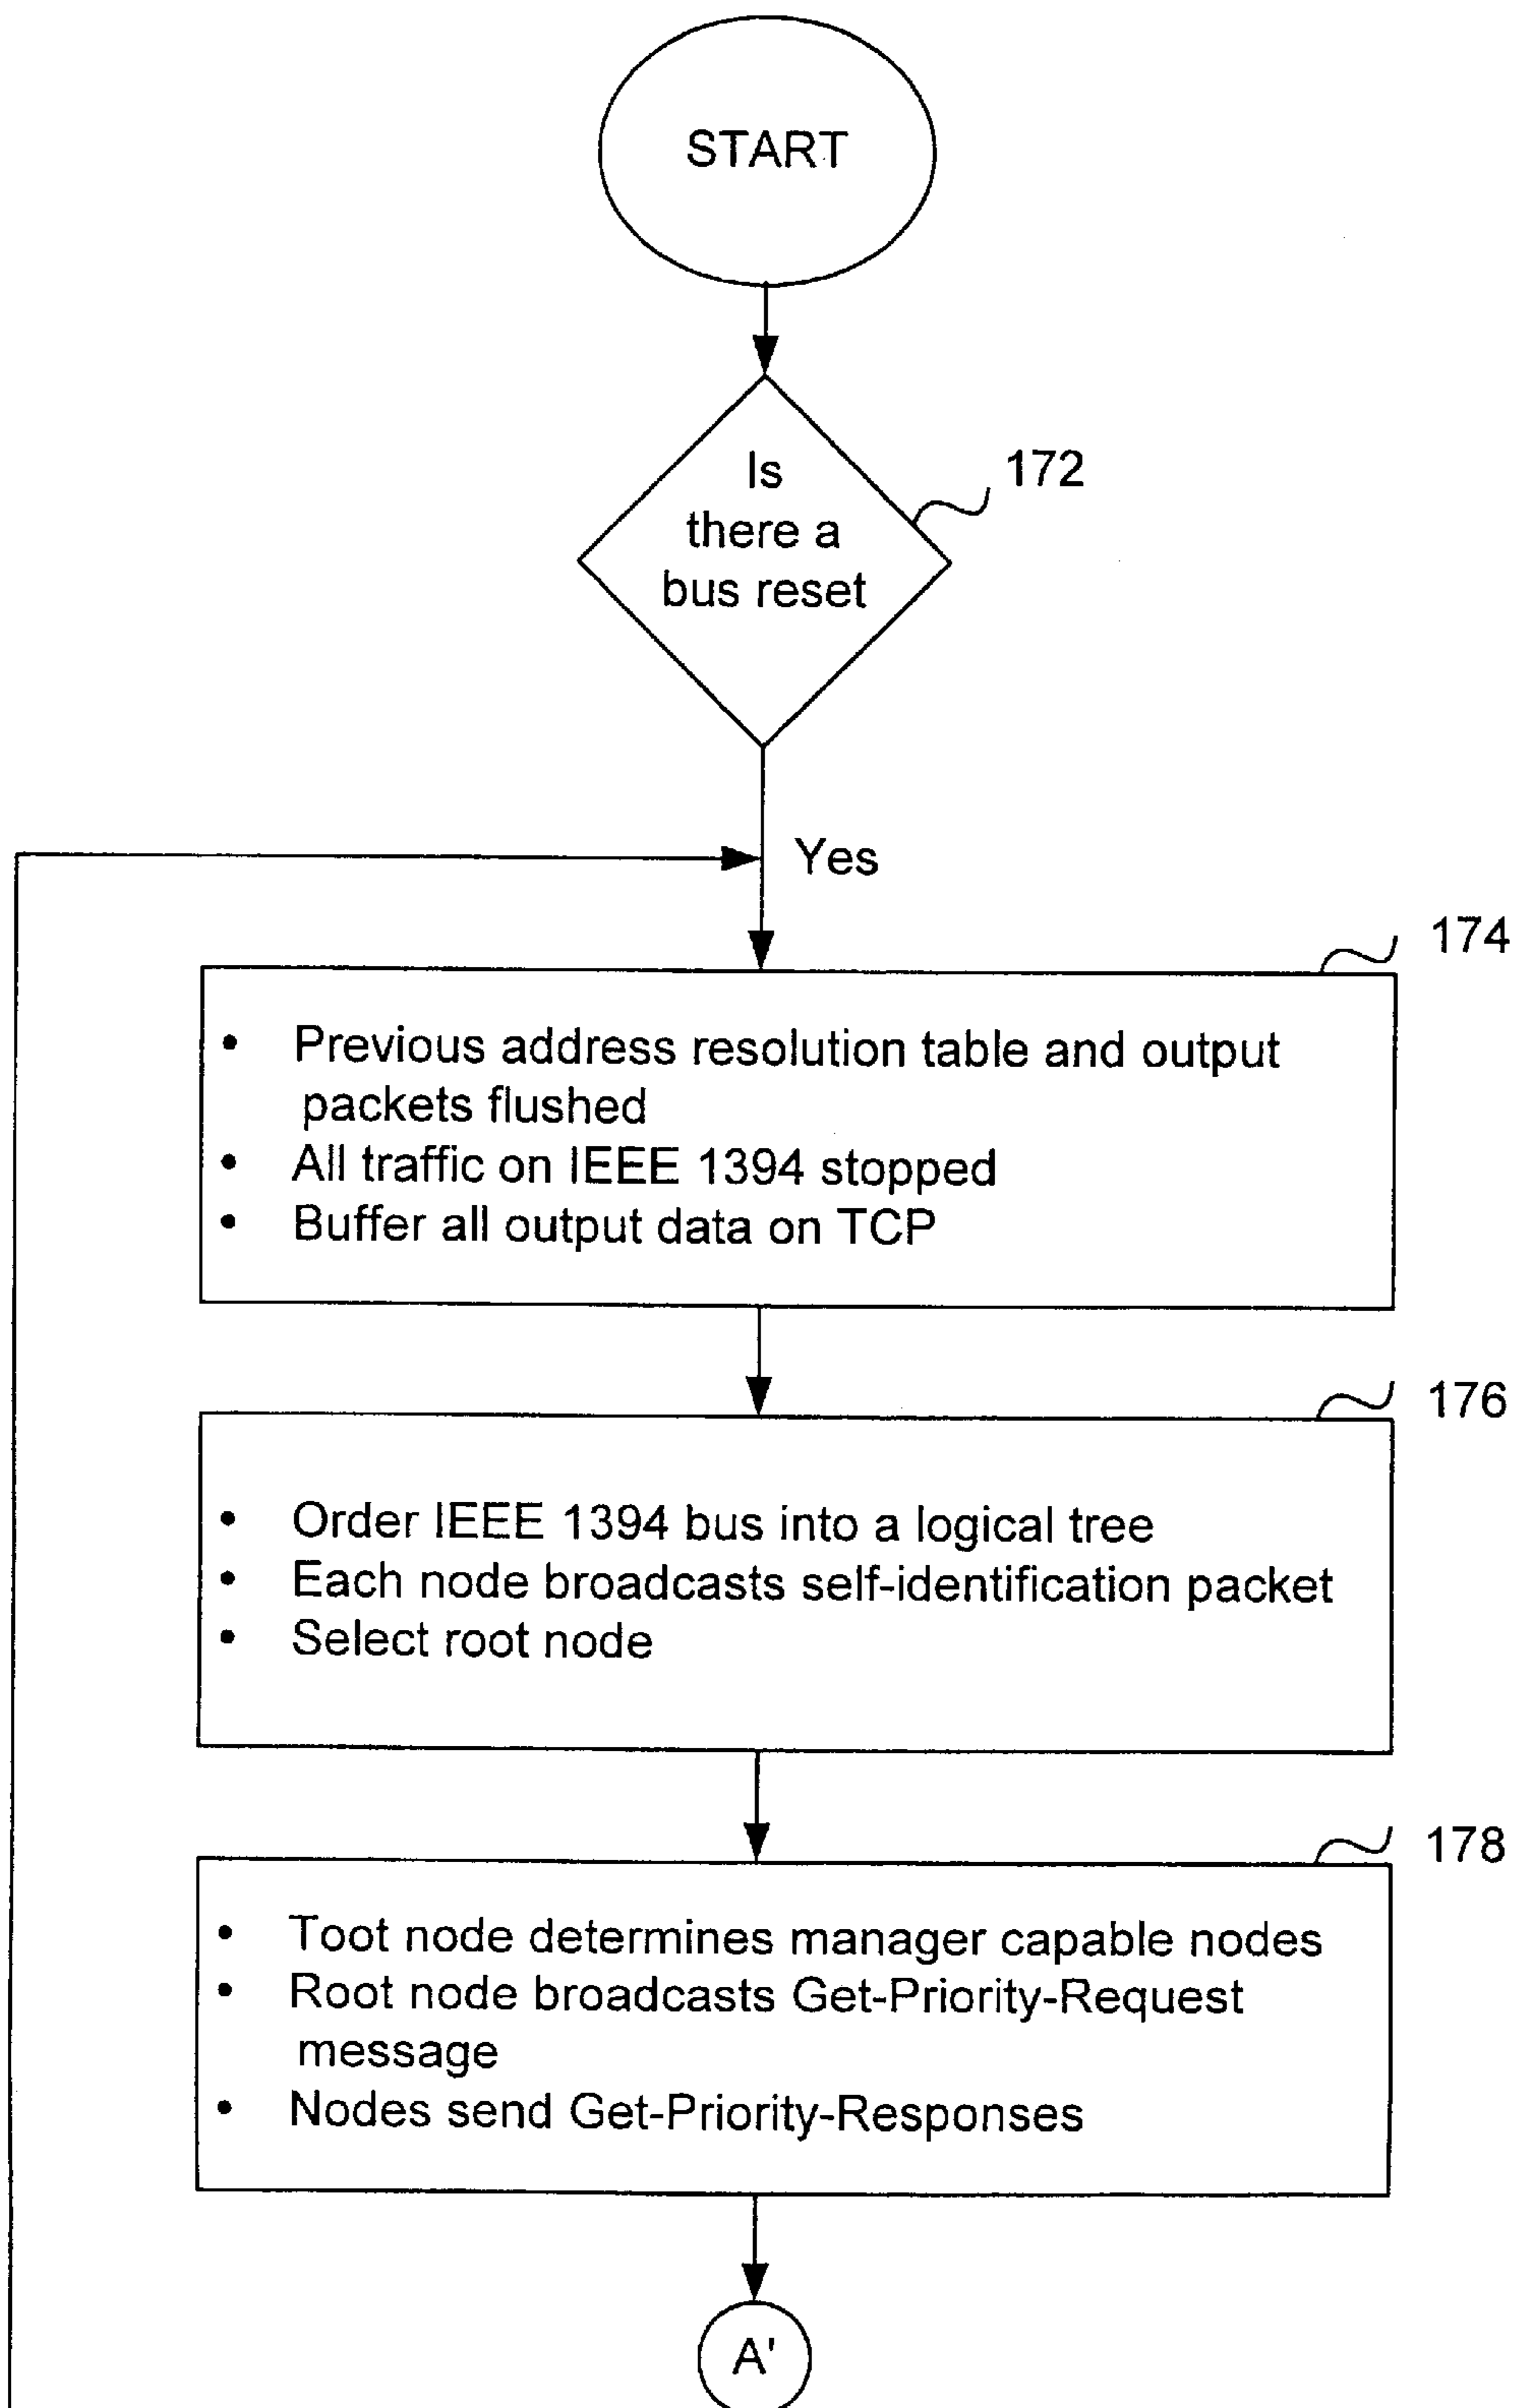 START
Is
there a
bus reset
172
Yes
174
• Previous address resolution table and output
packets flushed
• All traffic on IEEE 1394 stopped
• Buffer all output data on TCP
176
• Order IEEE 1394 bus into a logical tree
• Each node broadcasts self-identification packet
• Select root node
178
• Toot node determines manager capable nodes
• Root node broadcasts Get-Priority-Request
message
• Nodes send Get-Priority-Responses
A'